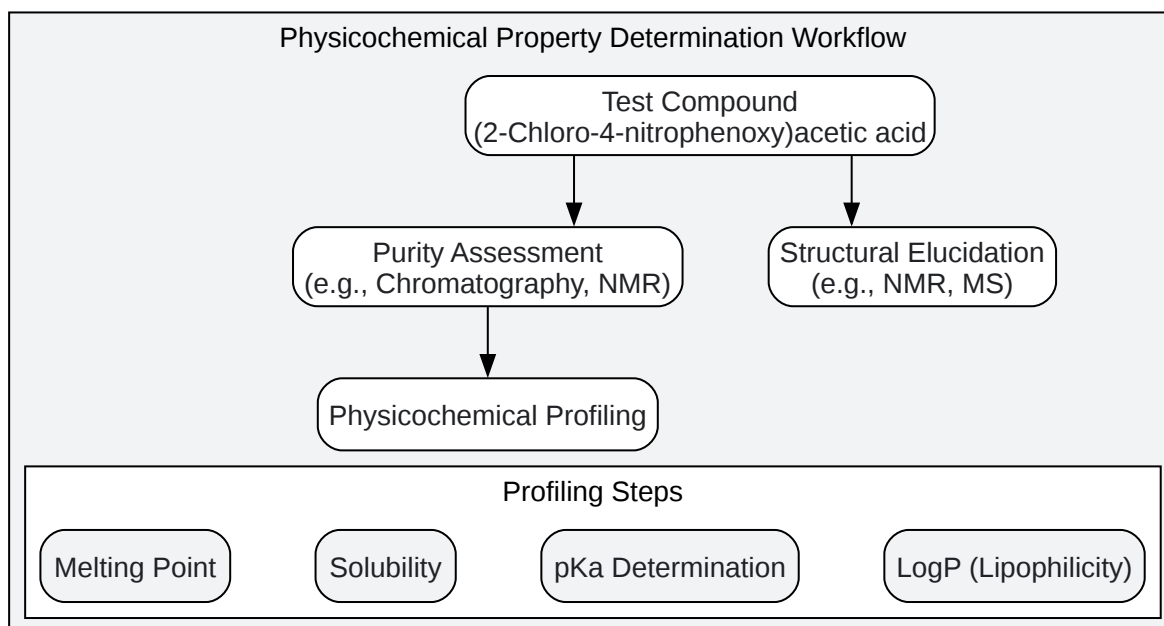 Physicochemical Property Determination Workflow
Test Compound
(2-Chloro-4-nitrophenoxy)acetic acid
Purity Assessment
(e.g., Chromatography, NMR)
Structural Elucidation
(e.g., NMR, MS)
Physicochemical Profiling
Profiling Steps
Melting Point
Solubility
pKa Determination
LogP (Lipophilicity)